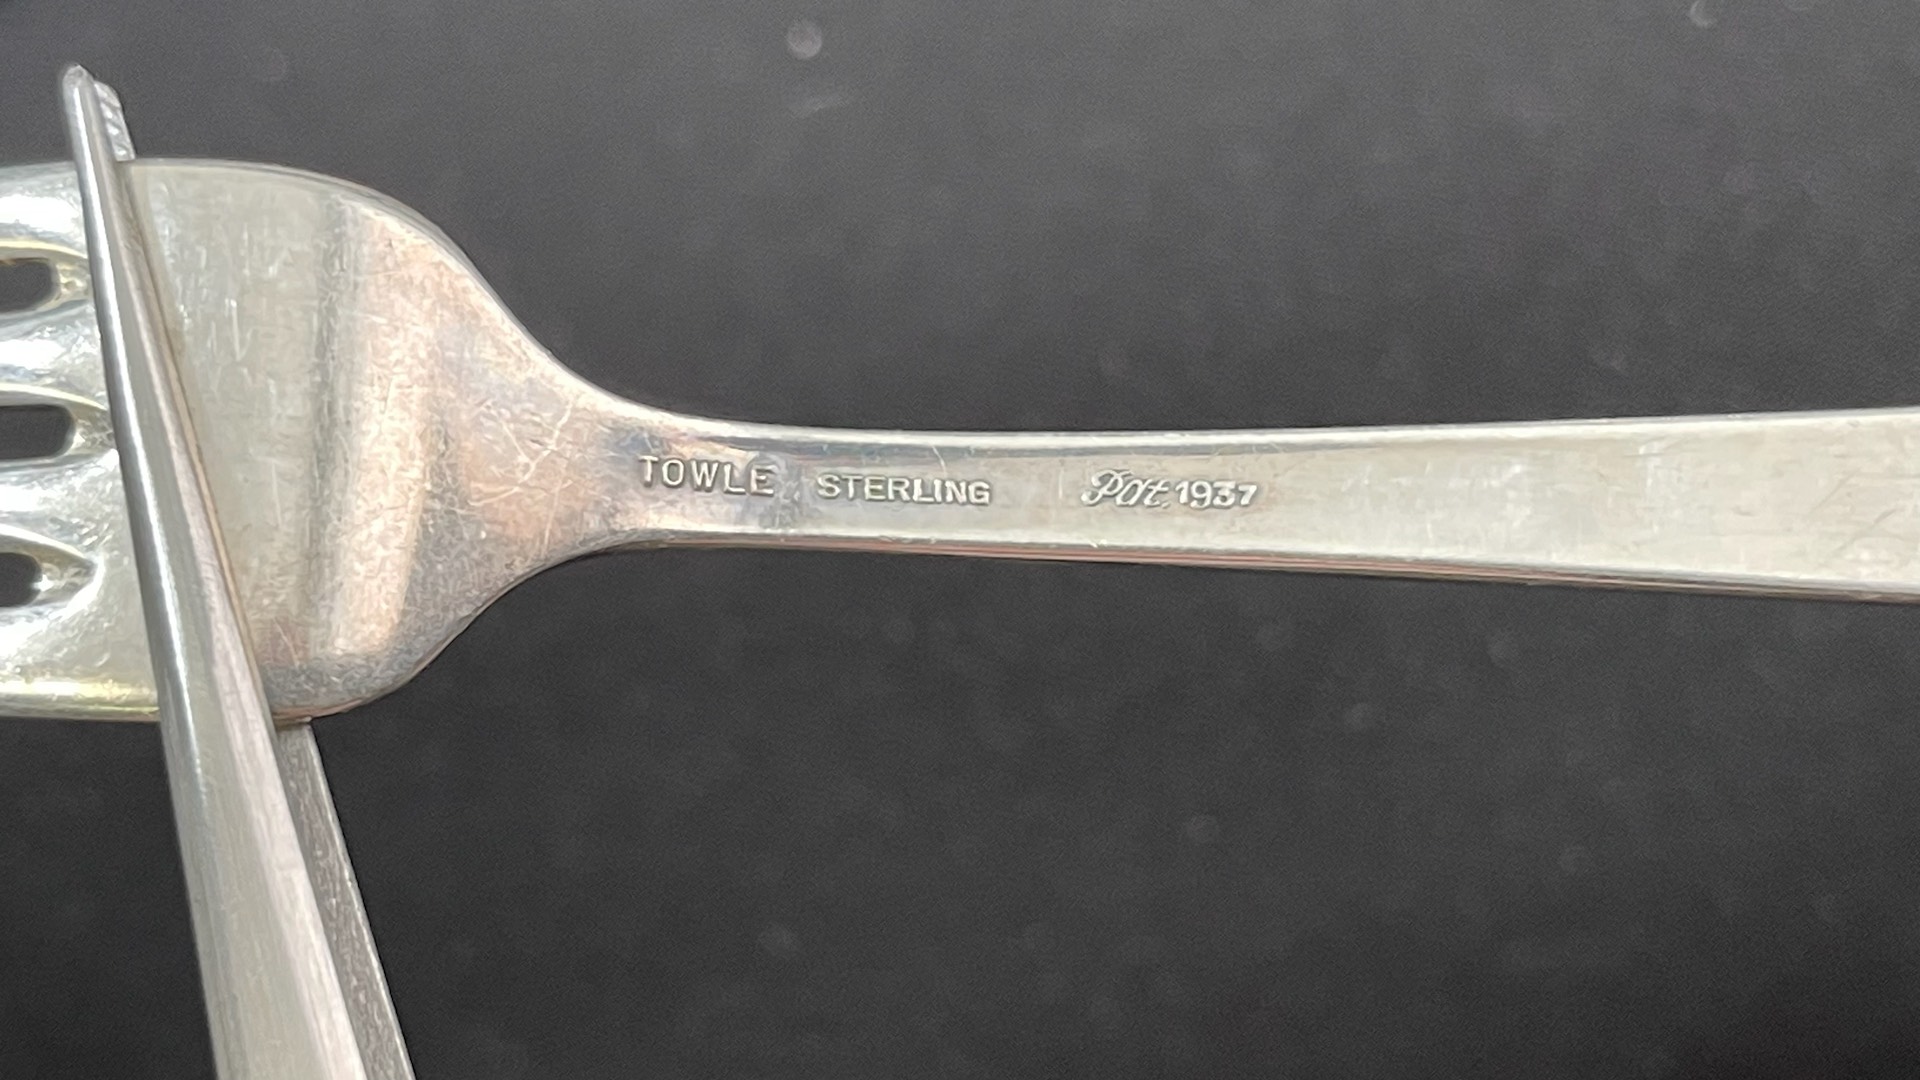 TOWLE STERLING Pat. 1937